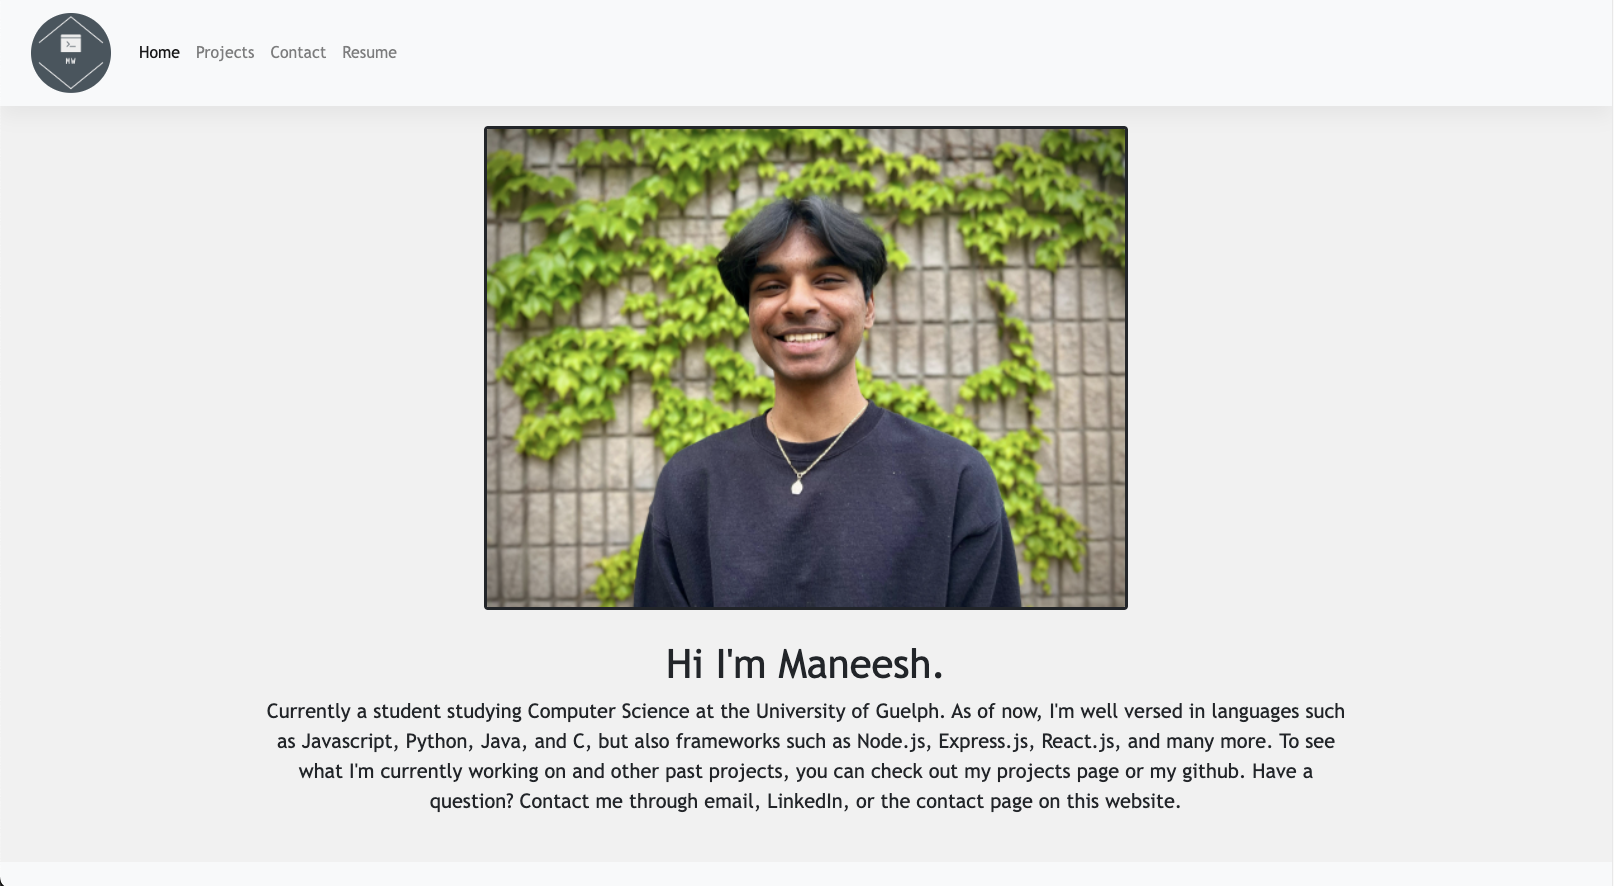 MW
Home Projects Contact Resume
Hi I'm Maneesh.
Currently a student studying Computer Science at the University of Guelph. As of now, I'm well versed in languages such
as Javascript, Python, Java, and C, but also frameworks such as Node.js, Express.js, React.js, and many more. To see
what I'm currently working on and other past projects, you can check out my projects page or my github. Have a
question? Contact me through email, LinkedIn, or the contact page on this website.